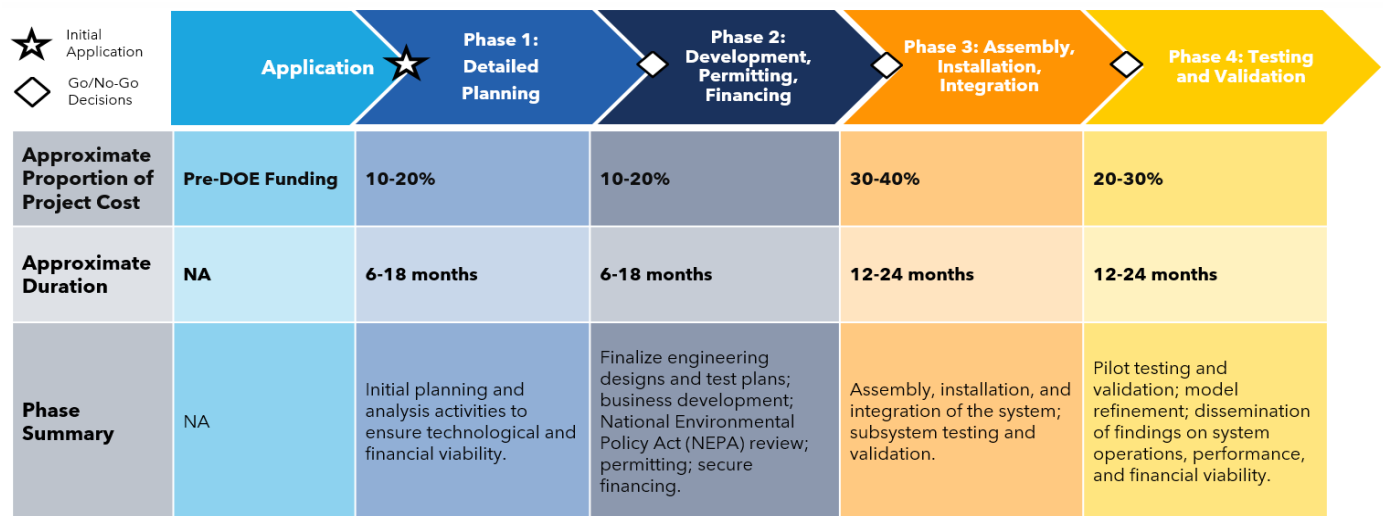 Initial
Application
Go/No-Go
Decisions
Application
Phase 1:
Detailed
Planning
Phase 2:
Development,
Permitting,
Financing
Phase 3: Assembly,
Installation,
Integration
Phase 4: Testing
and Validation
Approximate
Proportion of
Project Cost
Pre-DOE Funding
10-20%
10-20%
30-40%
20-30%
Approximate
Duration
NA
6-18 months
6-18 months
12-24 months
12-24 months
Phase
Summary
NA
Initial planning and
analysis activities to
ensure technological and
financial viability.
Finalize engineering
designs and test plans;
business development;
National Environmental
Policy Act (NEPA) review;
permitting; secure
financing.
Assembly, installation, and
integration of the system;
subsystem testing and
validation.
Pilot testing and
validation; model
refinement; dissemination
of findings on system
operations, performance,
and financial viability.